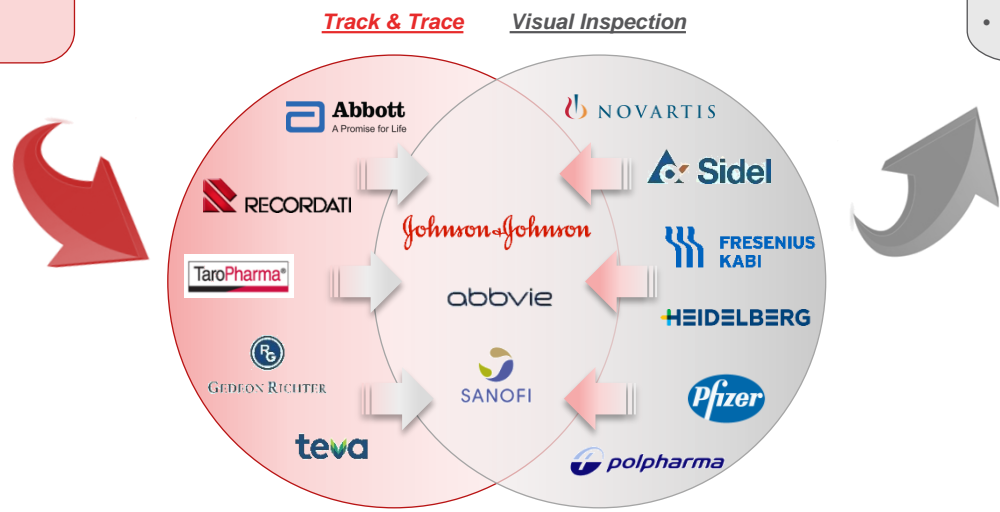 Track & Trace
Visual Inspection
•
Abbott
A Promise for Life
NOVARTIS
Sidel
RECORDATI
Johnson&Johnson
FRESENIUS
KABI
TaroPharma®
abbvie
HEIDELBERG
RG
GEDEON RICHTER
SANOFI
Pfizer
teva
polpharma